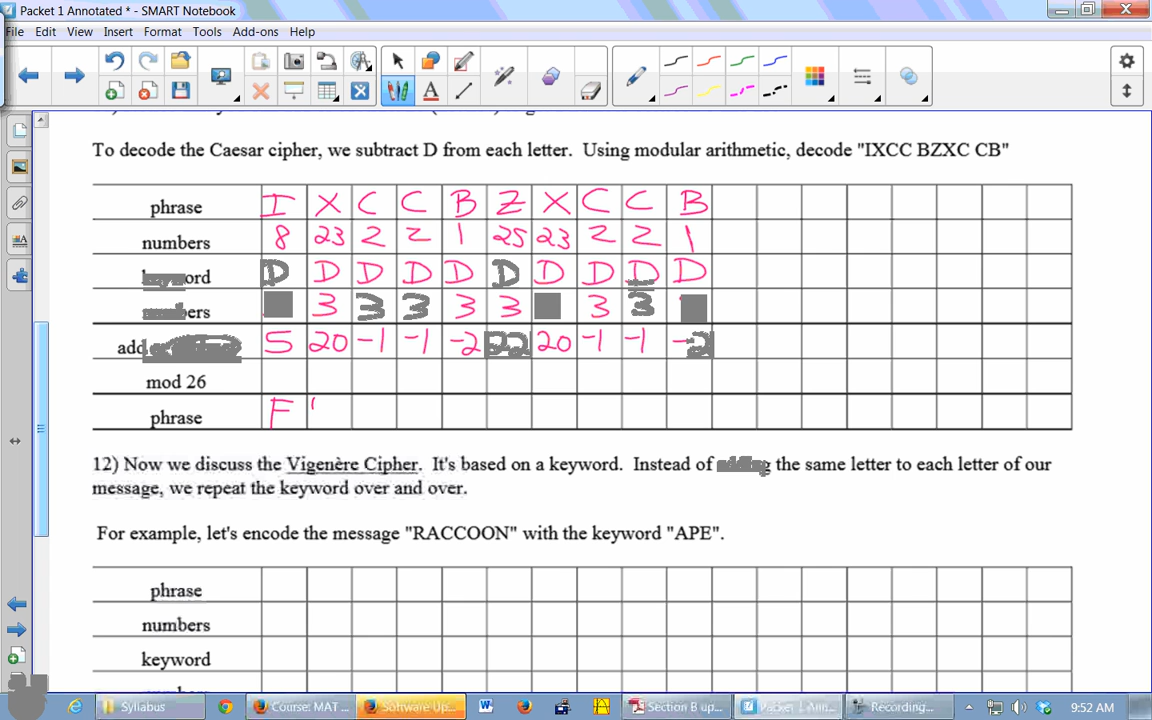 Packet 1 Annotated * - SMART Notebook
File Edit View Insert Format Tools Add-ons Help
To decode the Caesar cipher, we subtract D from each letter. Using modular arithmetic, decode "IXCC BZXC CB"
phrase I X C C B Z X C C B
numbers 8 23 2 2 1 25 23 2 2 1
D D D D D D D D D D
3 3 3 3 3 3 3
add 5 20 -1 -1 -2 22 20 -1 -1 -2
mod 26
phrase F
12) Now we discuss the Vigenère Cipher. It's based on a keyword. Instead of the same letter to each letter of our
message, we repeat the keyword over and over.
For example, let's encode the message "RACCOON" with the keyword "APE".
phrase
numbers
keyword
Syllabus Course: MAT ... Software Up... Section B up... Packet 1 Ann... Recording... 9:52 AM